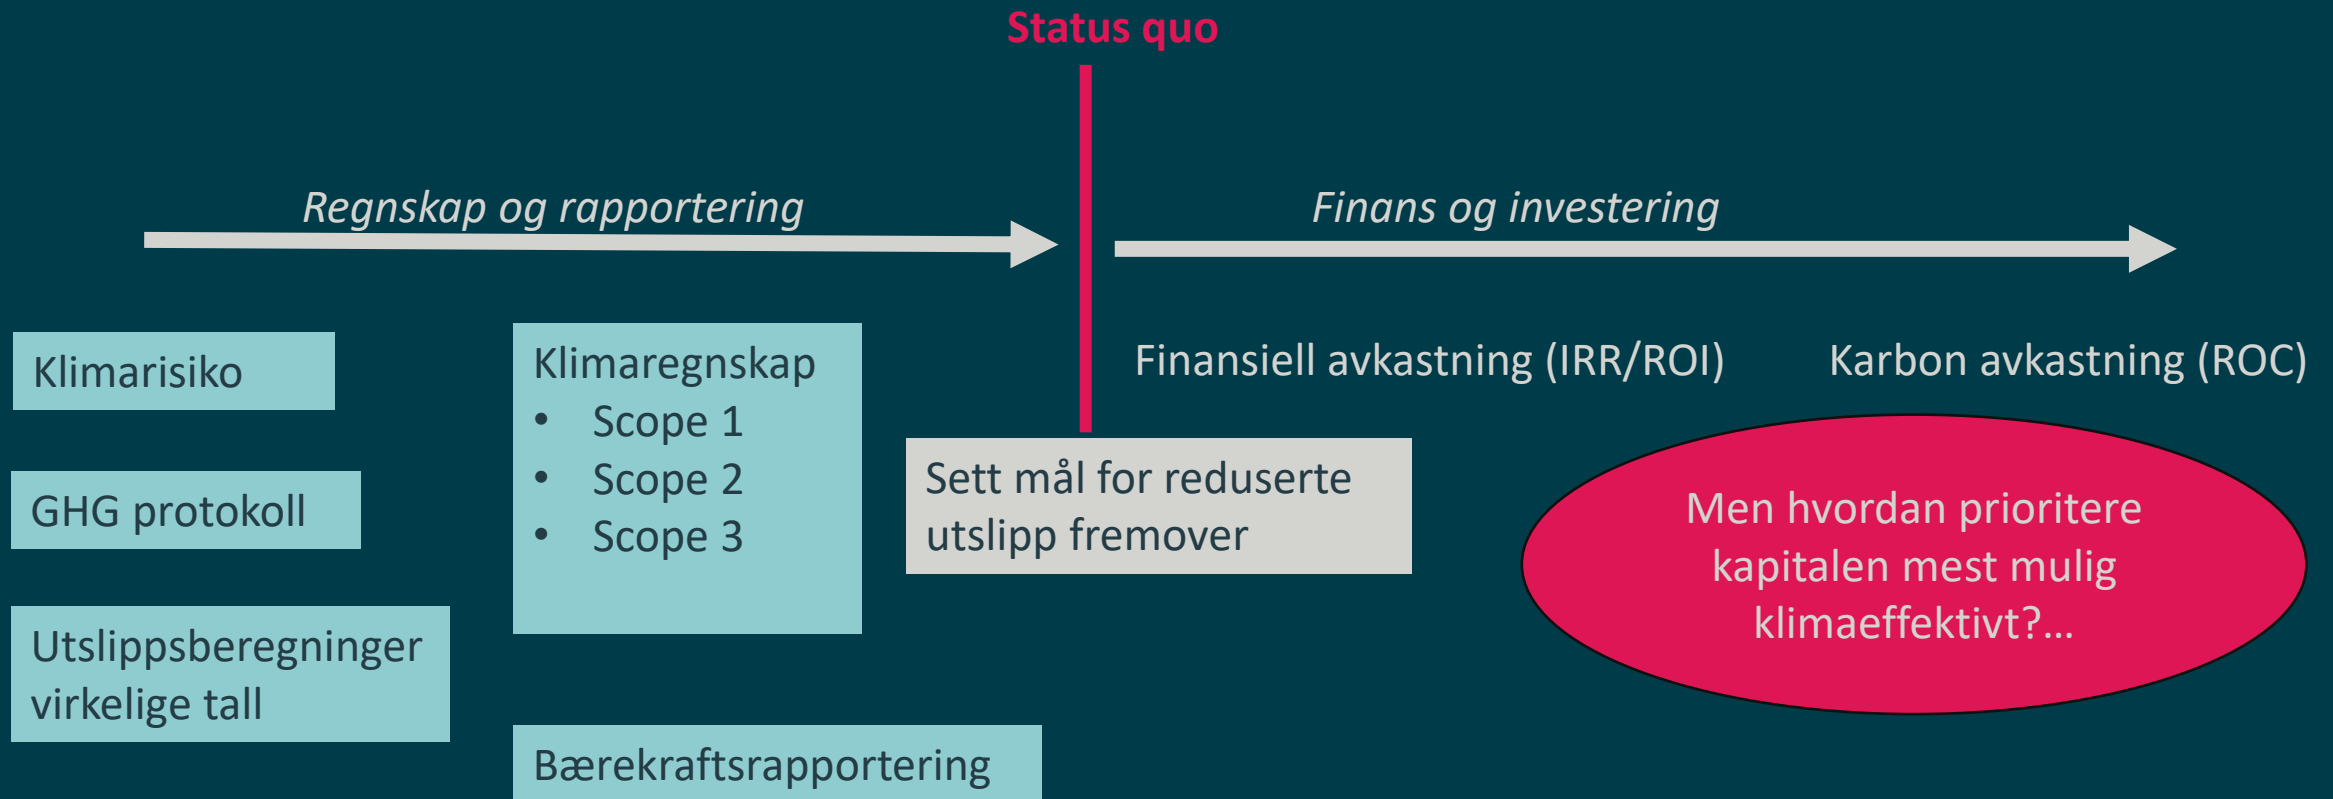 Status quo
Regnskap og rapportering
Finans og investering
Klimarisiko
GHG protokoll
Utslippsberegninger
virkelige tall
Klimaregnskap
• Scope 1
• Scope 2
• Scope 3
Bærekraftsrapportering
Sett mål for reduserte
utslipp fremover
Finansiell avkastning (IRR/ROI)
Karbon avkastning (ROC)
Men hvordan prioritere
kapitalen mest mulig
klimaeffektivt?...